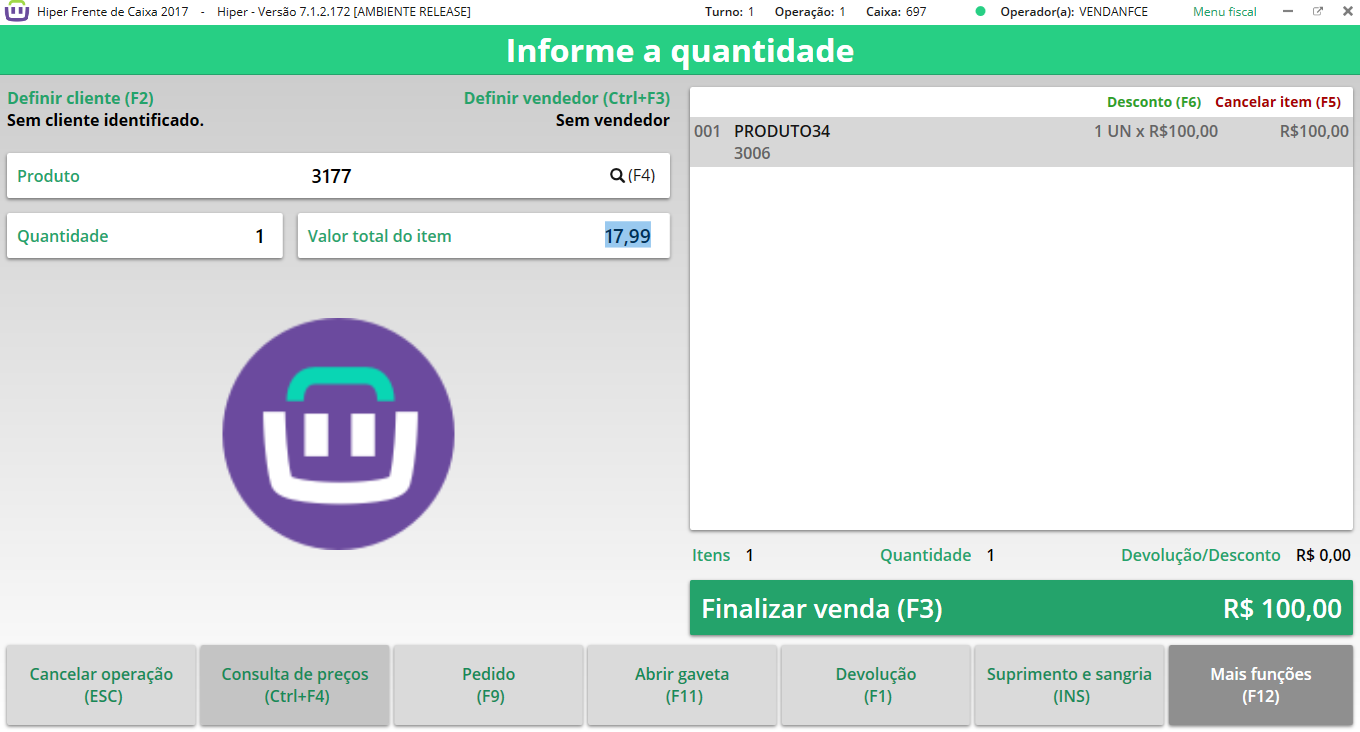 Hiper Frente de Caixa 2017 - Hiper - Versão 7.1.2.172 [AMBIENTE RELEASE] Turno: 1 Operação: 1 Caixa: 697 Operador(a): VENDANFCE Menu fiscal
Informe a quantidade
Definir cliente (F2) Definir vendedor (Ctrl+F3)
Sem cliente identificado. Sem vendedor
Produto 3177 (F4)
Quantidade 1 Valor total do item 17,99
Desconto (F6) Cancelar item (F5)
001 PRODUTO34 1 UN x R$100,00 R$100,00
3006
Itens 1 Quantidade 1 Devolução/Desconto R$ 0,00
Finalizar venda (F3) R$ 100,00
Cancelar operação
(ESC)
Consulta de preços
(Ctrl+F4)
Pedido
(F9)
Abrir gaveta
(F11)
Devolução
(F1)
Suprimento e sangria
(INS)
Mais funções
(F12)